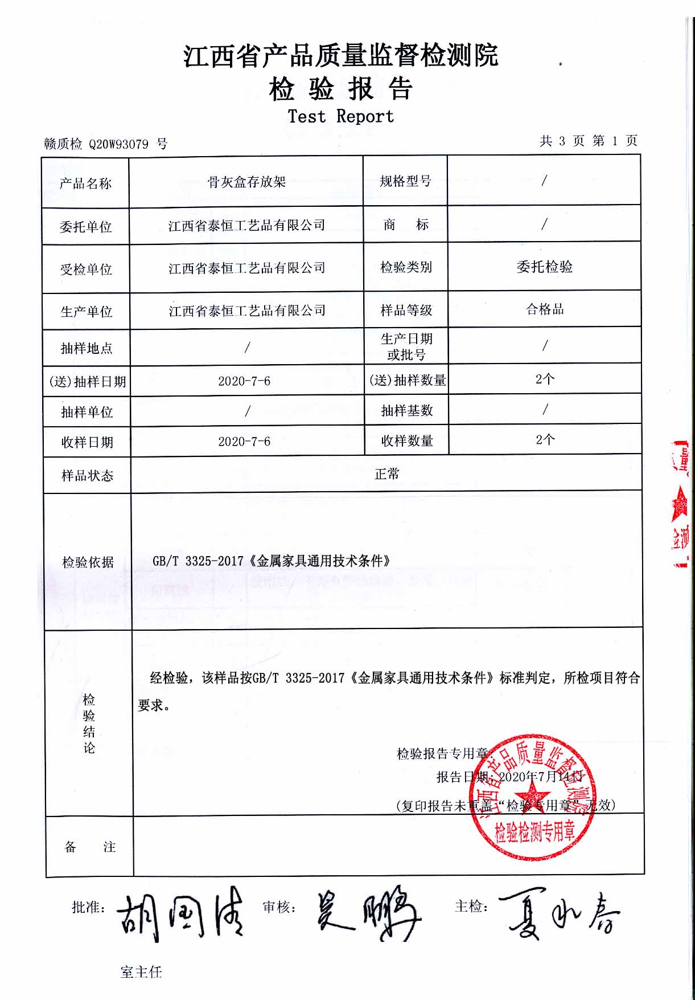 江西省产品质量监督检测院
检验报告
Test Report
赣质检 Q20W93079 号
共 3 页 第 1 页
产品名称 骨灰盒存放架 规格型号 /
委托单位 江西省泰恒工艺品有限公司 商 标 /
受检单位 江西省泰恒工艺品有限公司 检验类别 委托检验
生产单位 江西省泰恒工艺品有限公司 样品等级 合格品
抽样地点 / 生产日期或批号 /
(送)抽样日期 2020-7-6 (送)抽样数量 2个
抽样单位 / 抽样基数 /
收样日期 2020-7-6 收样数量 2个
样品状态 正常
检验依据 GB/T 3325-2017《金属家具通用技术条件》
检验结论
经检验，该样品按GB/T 3325-2017《金属家具通用技术条件》标准判定，所检项目符合
要求。
检验报告专用章:
报告日期: 2020年7月14日
(复印报告未重盖“检验专用章”无效)
江西省产品质量监督检测院
检验检测专用章
备 注
批准: 胡国清 审核: 吴鹏 主检: 夏永春
室主任